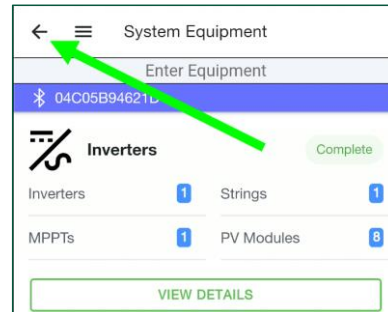 System Equipment
Enter Equipment
04C05B94621D
Inverters
Complete
Inverters 1 Strings 1
MPPTs 1 PV Modules 8
VIEW DETAILS